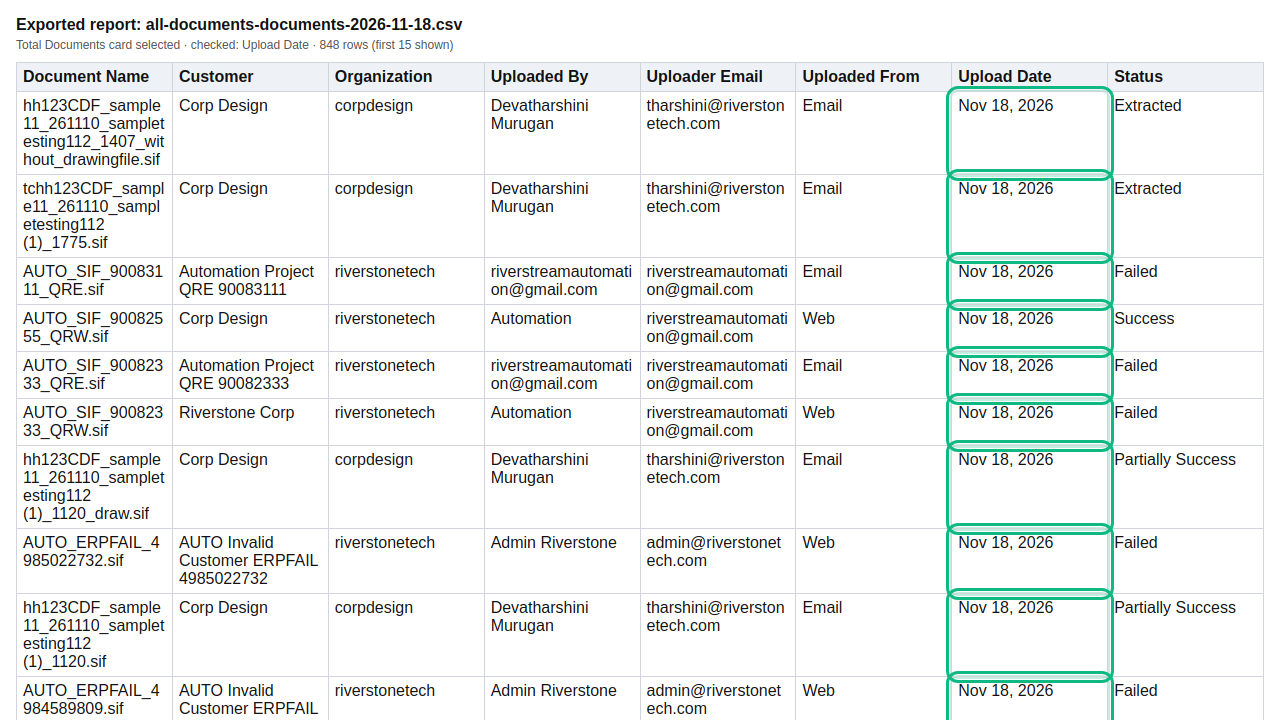 Exported report: all-documents-documents-2026-11-18.csv
Total Documents card selected · checked: Upload Date · 848 rows (first 15 shown)
Document Name Customer Organization Uploaded By Uploader Email Uploaded From Upload Date Status
hh123CDF_sample Corp Design corpdesign Devatharshini tharshini@riverston Email Nov 18, 2026 Extracted
11_261110_samplet Murugan etech.com
esting112_1407_wit
hout_drawingfile.sif
tchh123CDF_sampl Corp Design corpdesign Devatharshini tharshini@riverston Email Nov 18, 2026 Extracted
e11_261110_sampl Murugan etech.com
etesting112
(1)_1775.sif
AUTO_SIF_900831 Automation Project riverstonetech riverstreamautomati riverstreamautomati Email Nov 18, 2026 Failed
11_QRE.sif QRE 90083111 on@gmail.com on@gmail.com
AUTO_SIF_900825 Corp Design riverstonetech Automation riverstreamautomati Web Nov 18, 2026 Success
55_QRW.sif on@gmail.com
AUTO_SIF_900823 Automation Project riverstonetech riverstreamautomati riverstreamautomati Email Nov 18, 2026 Failed
33_QRE.sif QRE 90082333 on@gmail.com on@gmail.com
AUTO_SIF_900823 Riverstone Corp riverstonetech Automation riverstreamautomati Web Nov 18, 2026 Failed
33_QRW.sif on@gmail.com
hh123CDF_sample Corp Design corpdesign Devatharshini tharshini@riverston Email Nov 18, 2026 Partially Success
11_261110_samplet Murugan etech.com
esting112
(1)_1120_draw.sif
AUTO_ERPFAIL_4 AUTO Invalid riverstonetech Admin Riverstone admin@riverstonet Web Nov 18, 2026 Failed
985022732.sif Customer ERPFAIL ech.com
4985022732
hh123CDF_sample Corp Design corpdesign Devatharshini tharshini@riverston Email Nov 18, 2026 Partially Success
11_261110_samplet Murugan etech.com
esting112
(1)_1120.sif
AUTO_ERPFAIL_4 AUTO Invalid riverstonetech Admin Riverstone admin@riverstonet Web Nov 18, 2026 Failed
984589809.sif Customer ERPFAIL ech.com